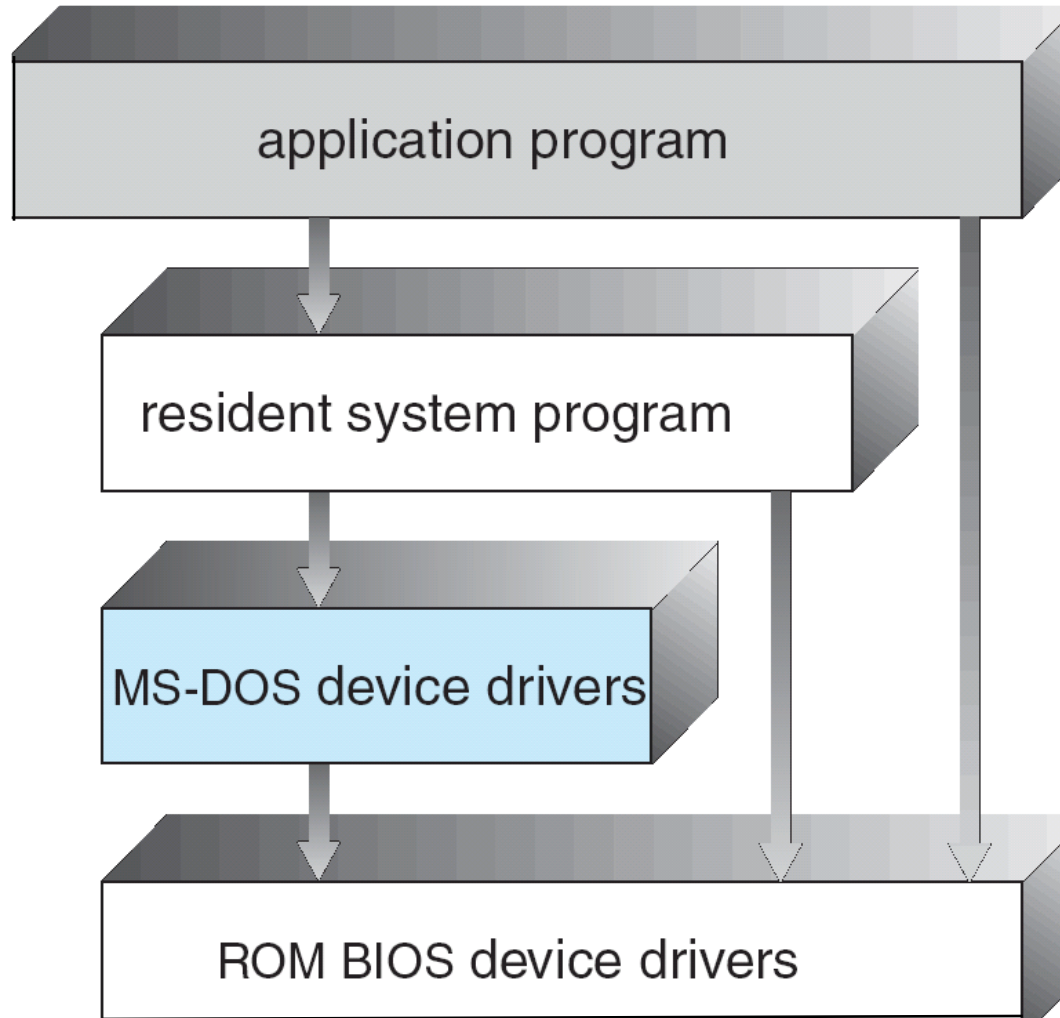 application program
resident system program
MS-DOS device drivers
ROM BIOS device drivers